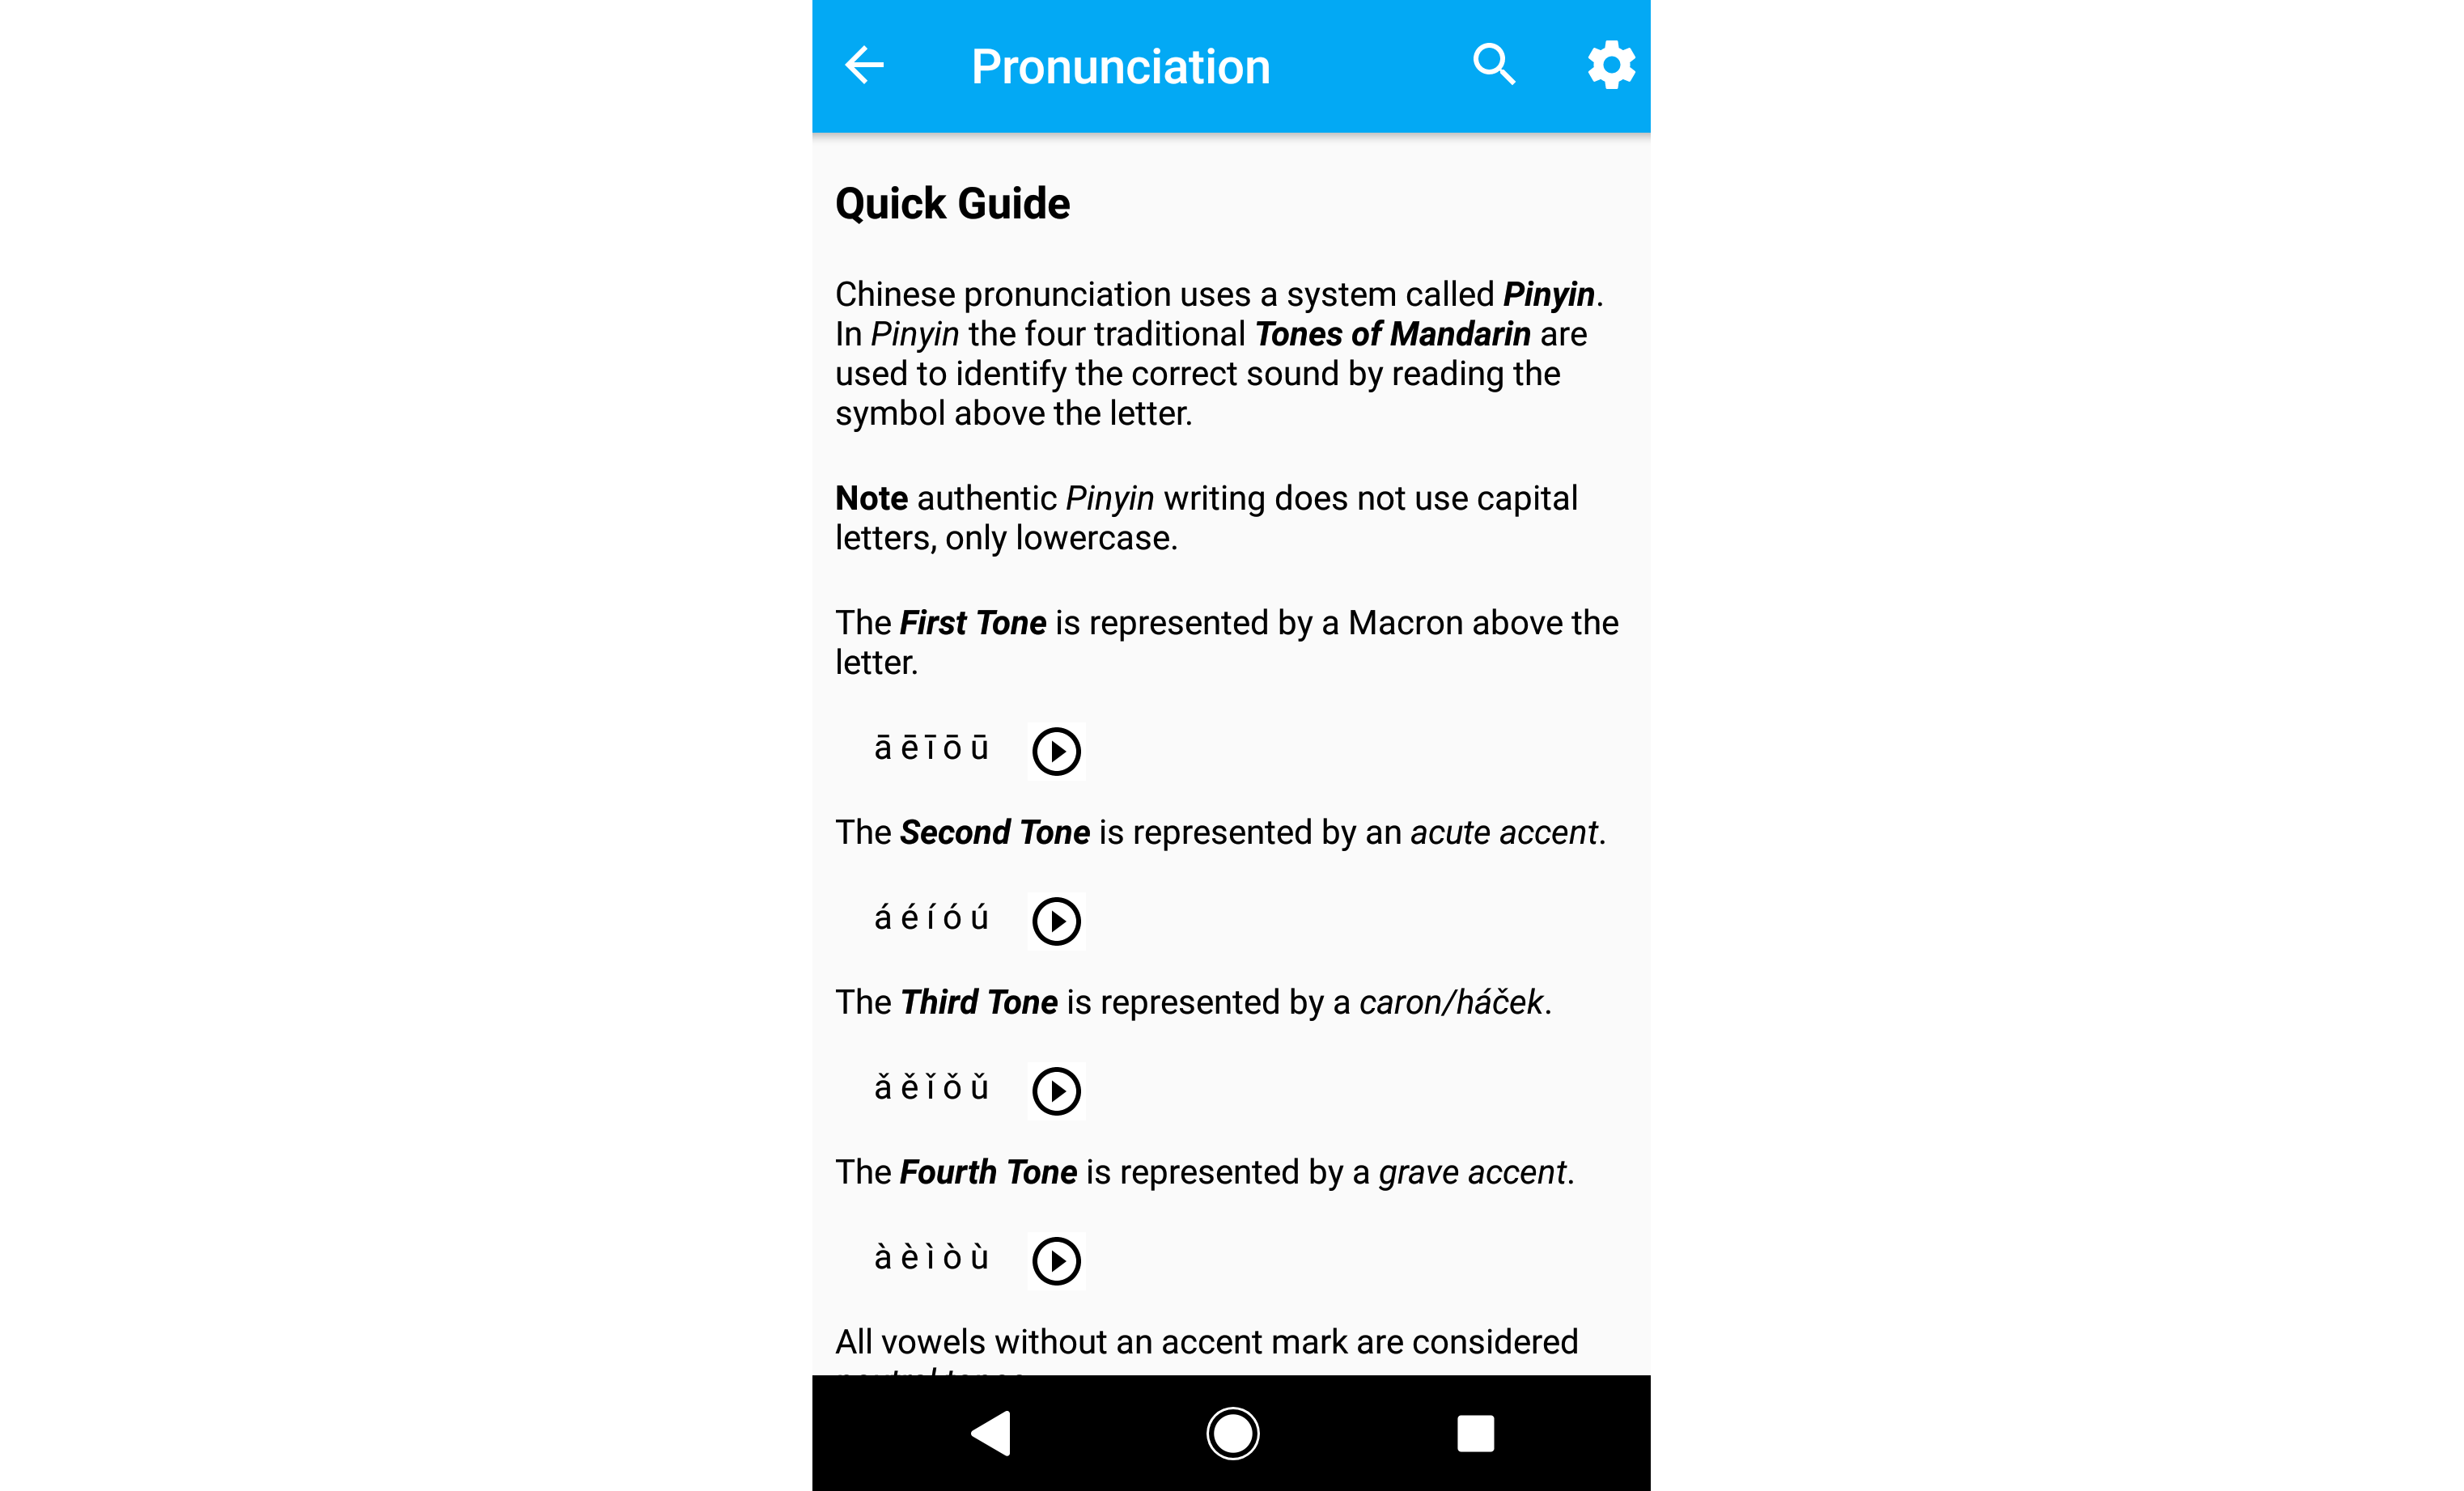 Pronunciation
Quick Guide
Chinese pronunciation uses a system called Pinyin.
In Pinyin the four traditional Tones of Mandarin are
used to identify the correct sound by reading the
symbol above the letter.
Note authentic Pinyin writing does not use capital
letters, only lowercase.
The First Tone is represented by a Macron above the
letter.
ā ē ī ō ū
The Second Tone is represented by an acute accent.
á é í ó ú
The Third Tone is represented by a caron/háček.
ǎ ě ǐ ǒ ǔ
The Fourth Tone is represented by a grave accent.
à è ì ò ù
All vowels without an accent mark are considered